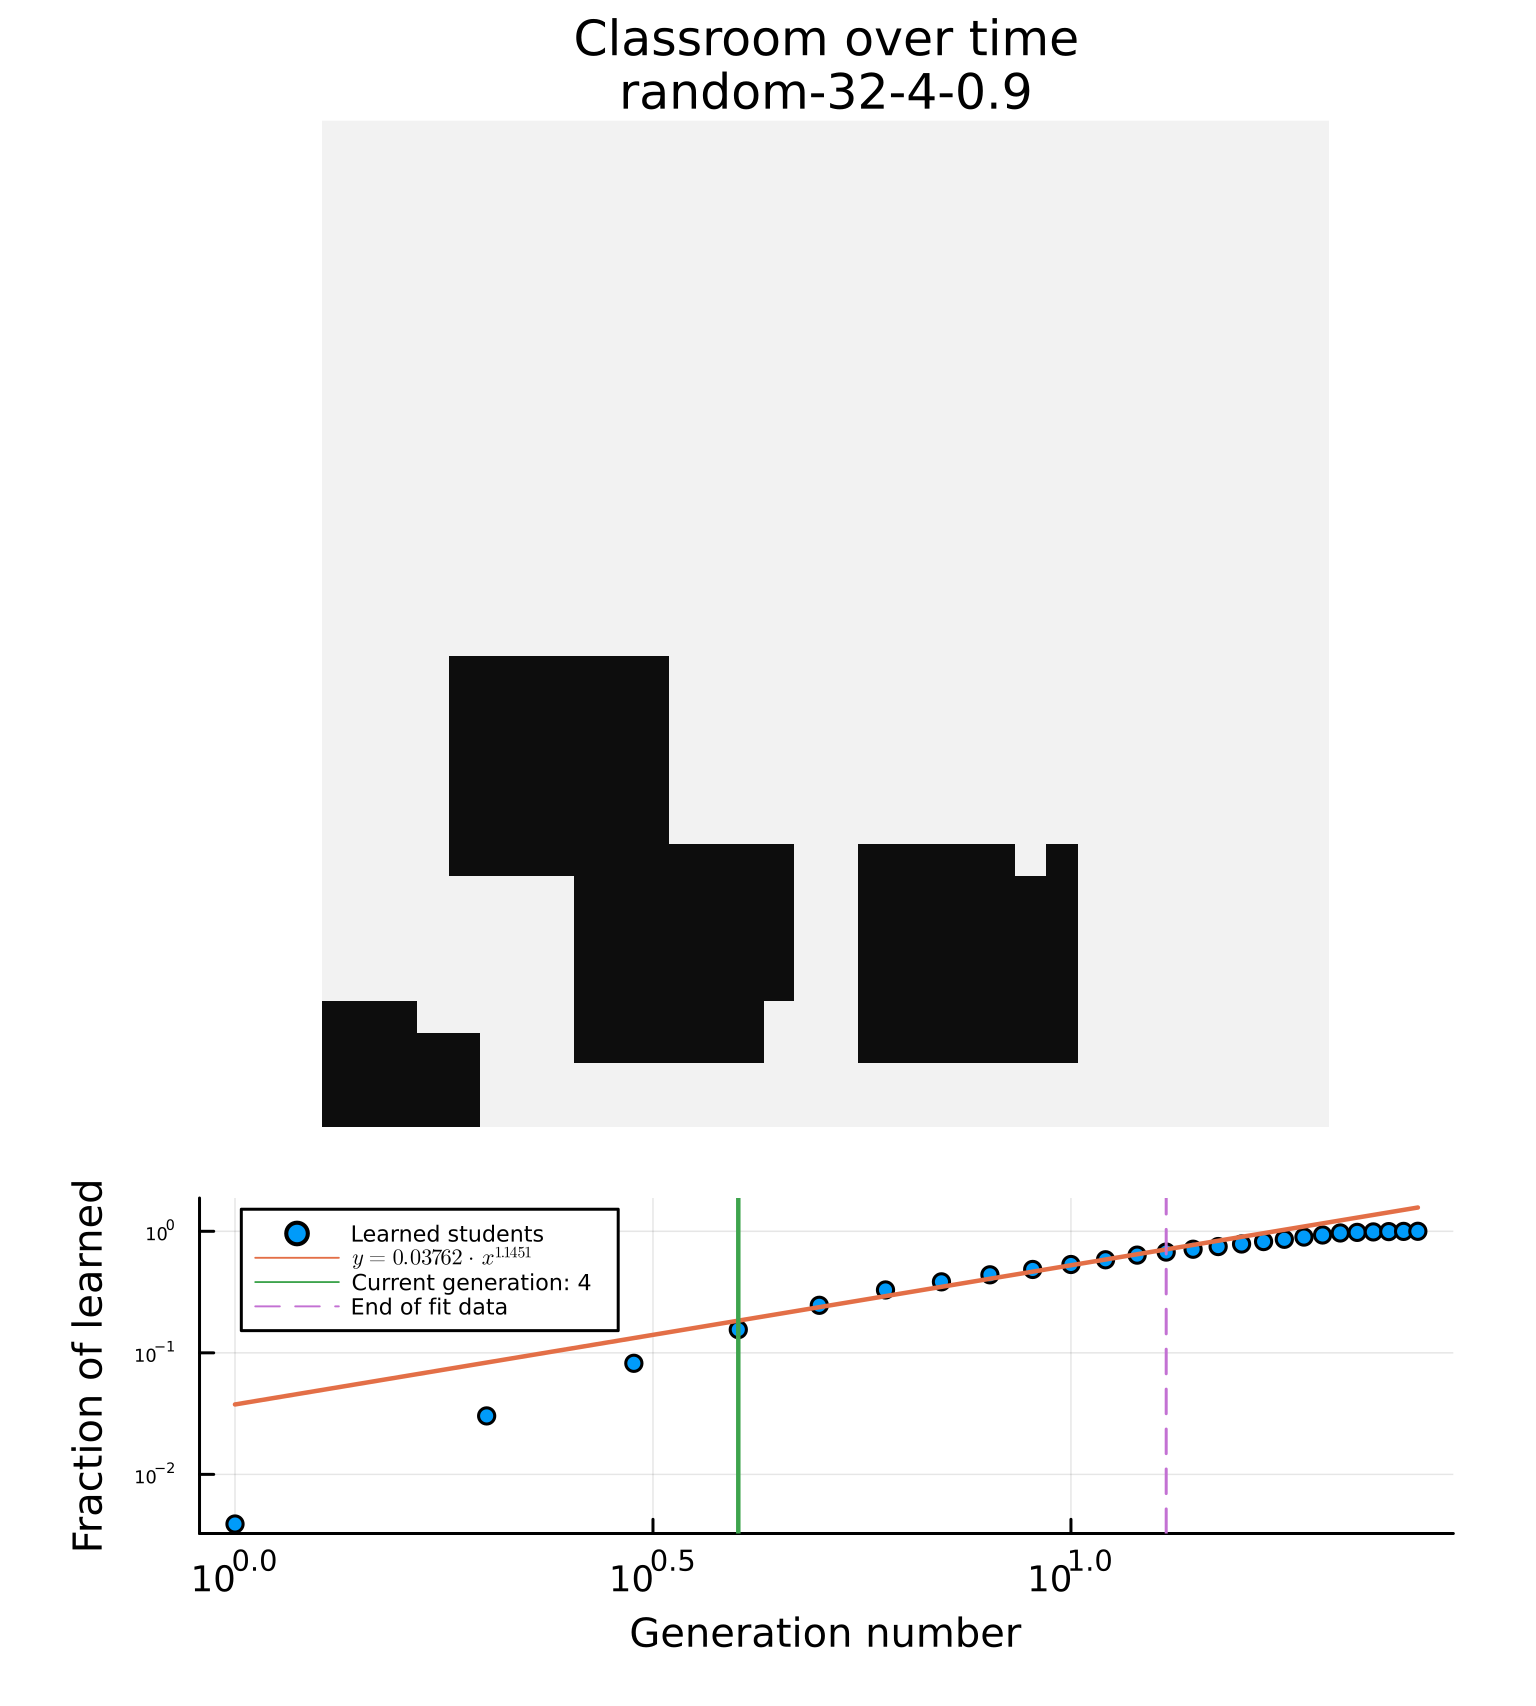 Classroom over time
random-32-4-0.9
Fraction of learned
10⁰
10⁻¹
10⁻²
Learned students
y = 0.03762 · x^1.1451
Current generation: 4
End of fit data
10^0.0
10^0.5
10^1.0
Generation number